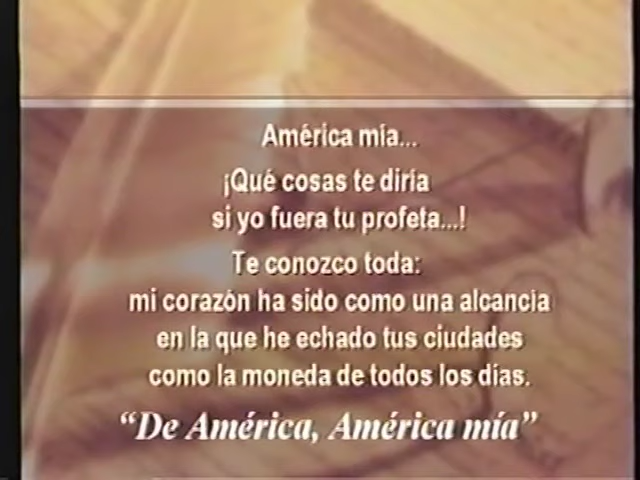 América mía...
¡Qué cosas te diría
si yo fuera tu profeta...!
Te conozco toda:
mi corazón ha sido como una alcancía
en la que he echado tus ciudades
como la moneda de todos los días.
“De América, América mía”